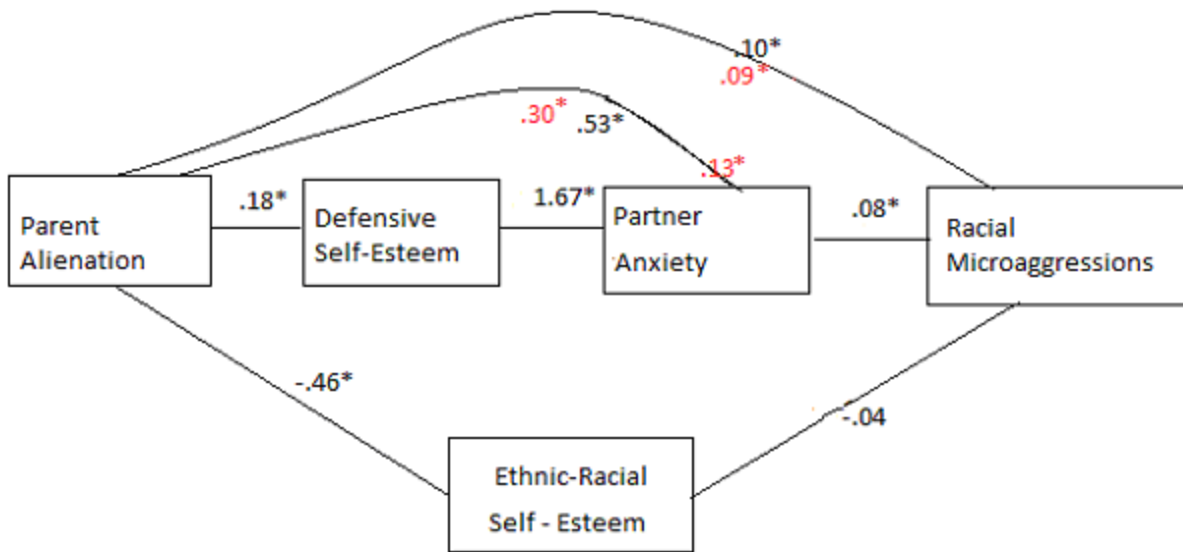 .10*
.09*
.30*
.53*
.13*
.18*
1.67*
.08*
Parent
Alienation
Defensive
Self-Esteem
Partner
Anxiety
Racial
Microaggressions
-.46*
-.04
Ethnic-Racial
Self - Esteem